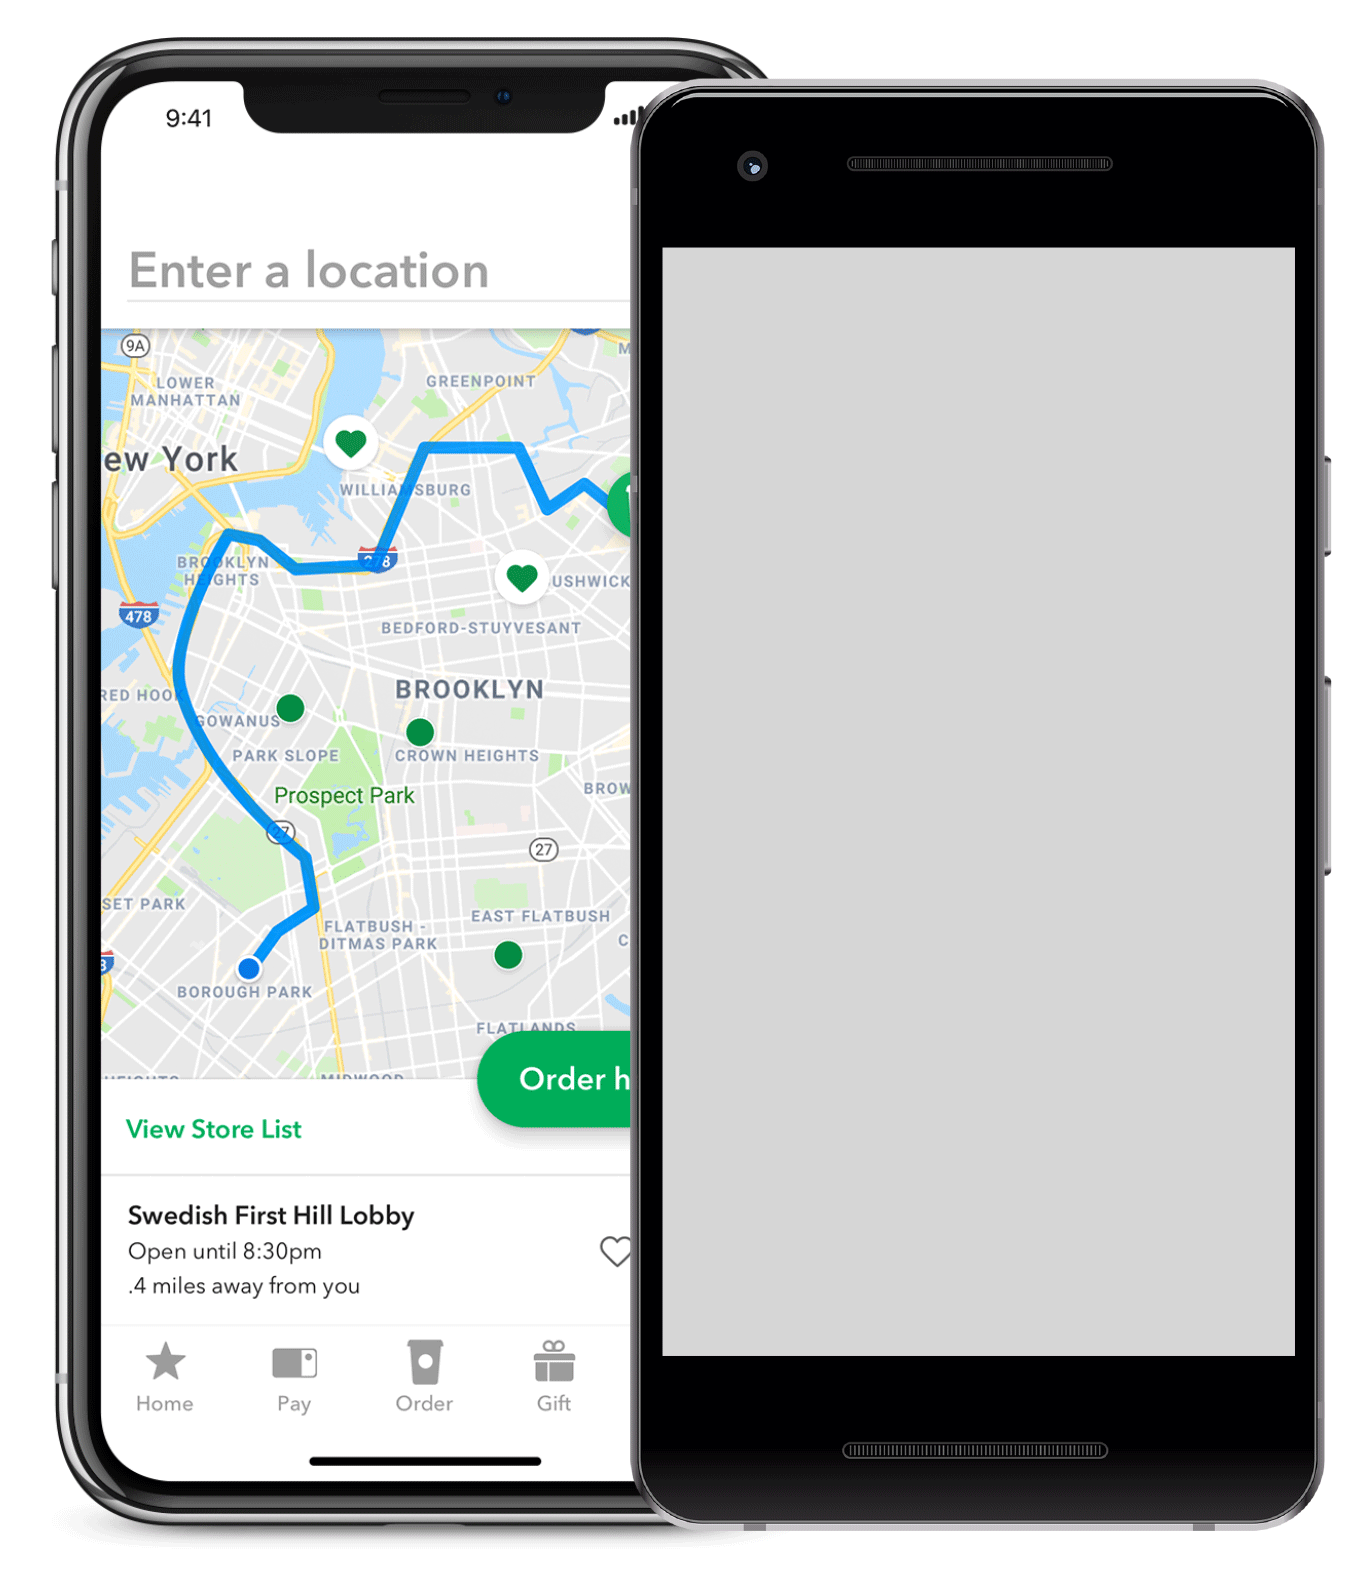 9:41
Enter a location
9A
LOWER
MANHATTAN
GREENPOINT
ew York
WILLIAMSBURG
BROOKLYN
HEIGHTS
278
USHWICK
478
BEDFORD-STUYVESANT
RED HOOK
BROOKLYN
GOWANUS
PARK SLOPE
CROWN HEIGHTS
Prospect Park
BROW
27
27
SET PARK
EAST FLATBUSH
FLATBUSH -
DITMAS PARK
BOROUGH PARK
FLATLANDS
MIDWOOD
Order h
View Store List
Swedish First Hill Lobby
Open until 8:30pm
.4 miles away from you
Home
Pay
Order
Gift